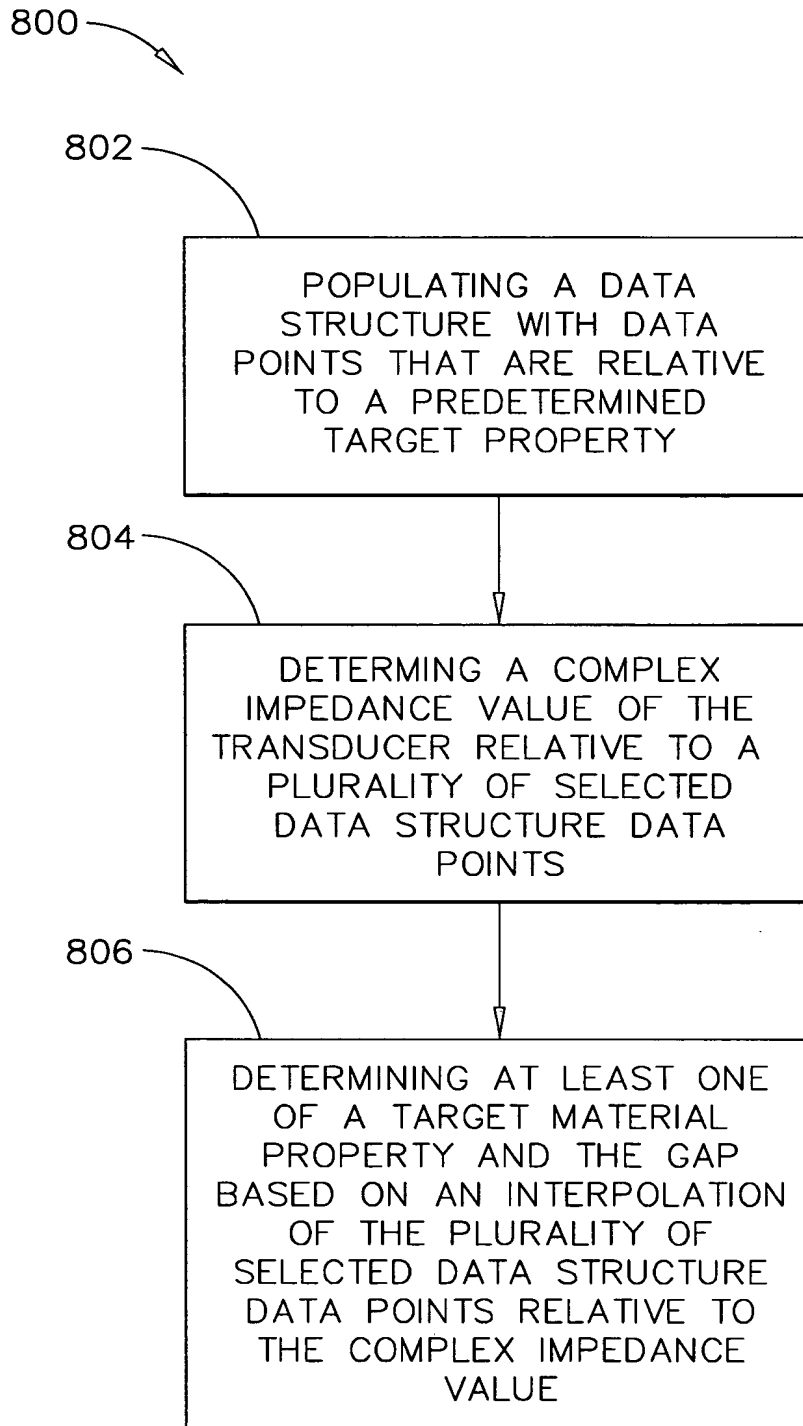 800
802
POPULATING A DATA
STRUCTURE WITH DATA
POINTS THAT ARE RELATIVE
TO A PREDETERMINED
TARGET PROPERTY
804
DETERMING A COMPLEX
IMPEDANCE VALUE OF THE
TRANSDUCER RELATIVE TO A
PLURALITY OF SELECTED
DATA STRUCTURE DATA
POINTS
806
DETERMINING AT LEAST ONE
OF A TARGET MATERIAL
PROPERTY AND THE GAP
BASED ON AN INTERPOLATION
OF THE PLURALITY OF
SELECTED DATA STRUCTURE
DATA POINTS RELATIVE TO
THE COMPLEX IMPEDANCE
VALUE